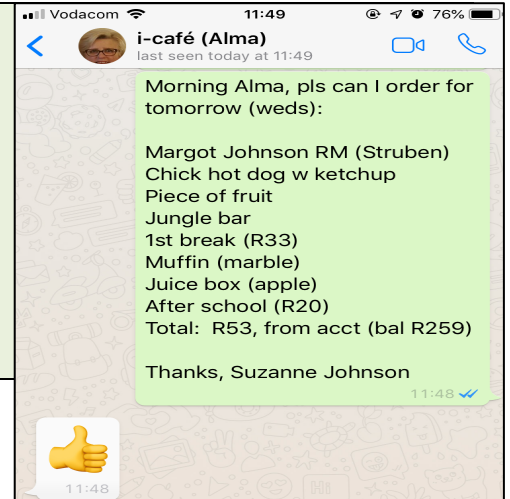 Vodacom 11:49 76%
i-café (Alma)
last seen today at 11:49
Morning Alma, pls can I order for
tomorrow (weds):
Margot Johnson RM (Struben)
Chick hot dog w ketchup
Piece of fruit
Jungle bar
1st break (R33)
Muffin (marble)
Juice box (apple)
After school (R20)
Total:  R53, from acct (bal R259)
Thanks, Suzanne Johnson
11:48
11:48